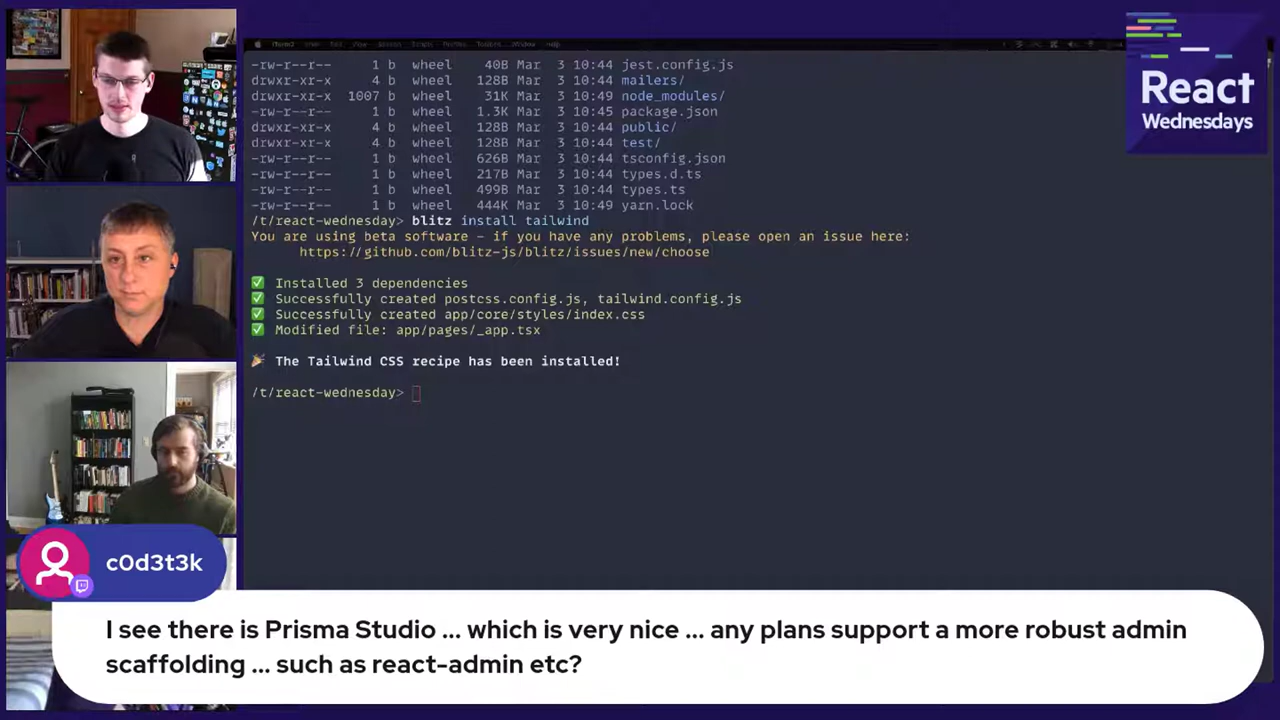 React
Wednesdays
-rw-r--r-- 1 b wheel 40B Mar 3 10:44 jest.config.js
drwxr-xr-x 4 b wheel 128B Mar 3 10:44 mailers/
drwxr-xr-x 1007 b wheel 31K Mar 3 10:49 node_modules/
-rw-r--r-- 1 b wheel 1.3K Mar 3 10:45 package.json
drwxr-xr-x 4 b wheel 128B Mar 3 10:44 public/
drwxr-xr-x 4 b wheel 128B Mar 3 10:44 test/
-rw-r--r-- 1 b wheel 626B Mar 3 10:44 tsconfig.json
-rw-r--r-- 1 b wheel 217B Mar 3 10:44 types.d.ts
-rw-r--r-- 1 b wheel 499B Mar 3 10:44 types.ts
-rw-r--r-- 1 b wheel 444K Mar 3 10:44 yarn.lock
/t/react-wednesday> blitz install tailwind
You are using beta software - if you have any problems, please open an issue here:
https://github.com/blitz-js/blitz/issues/new/choose
✅ Installed 3 dependencies
✅ Successfully created postcss.config.js, tailwind.config.js
✅ Successfully created app/core/styles/index.css
✅ Modified file: app/pages/_app.tsx
🎉 The Tailwind CSS recipe has been installed!
/t/react-wednesday>
c0d3t3k
I see there is Prisma Studio ... which is very nice ... any plans support a more robust admin
scaffolding ... such as react-admin etc?